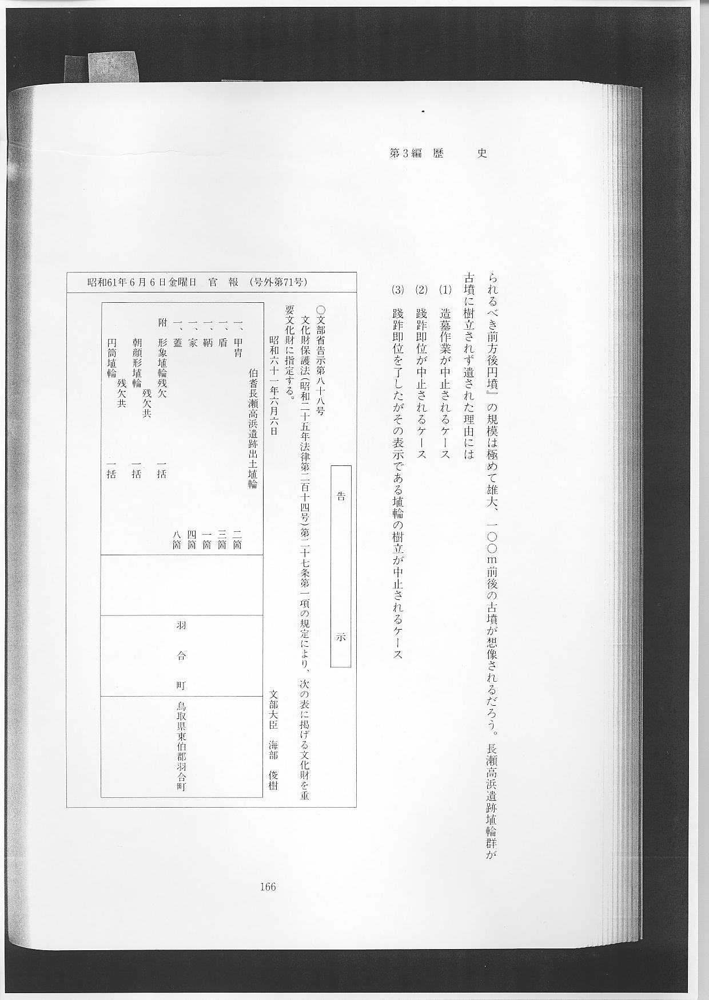 第3編　歴　　史
られるべき前方後円墳』の規模は極めて雄大、一〇〇m前後の古墳が想像されるだろう。長瀬高浜遺跡埴輪群が
古墳に樹立されず遺された理由には
(1)　造墓作業が中止されるケース
(2)　践祚即位が中止されるケース
(3)　践祚即位を了したがその表示である埴輪の樹立が中止されるケース
昭和61年6月6日金曜日　官　報　(号外第71号)
告　示
〇文部省告示第八十八号
文化財保護法(昭和二十五年法律第二百十四号)第二十七条第一項の規定により、次の表に掲げる文化財を重
要文化財に指定する。
昭和六十一年六月六日　文部大臣　海部　俊樹
伯耆長瀬高浜遺跡出土埴輪
一、甲冑　二箇
一、盾　三箇
一、鞆　一箇
一、家　四箇
一、蓋　八箇
附　形象埴輪残欠　一括
残欠共
朝顔形埴輪　一括
残欠共
円筒埴輪　一括
羽合町
鳥取県東伯郡羽合町
166